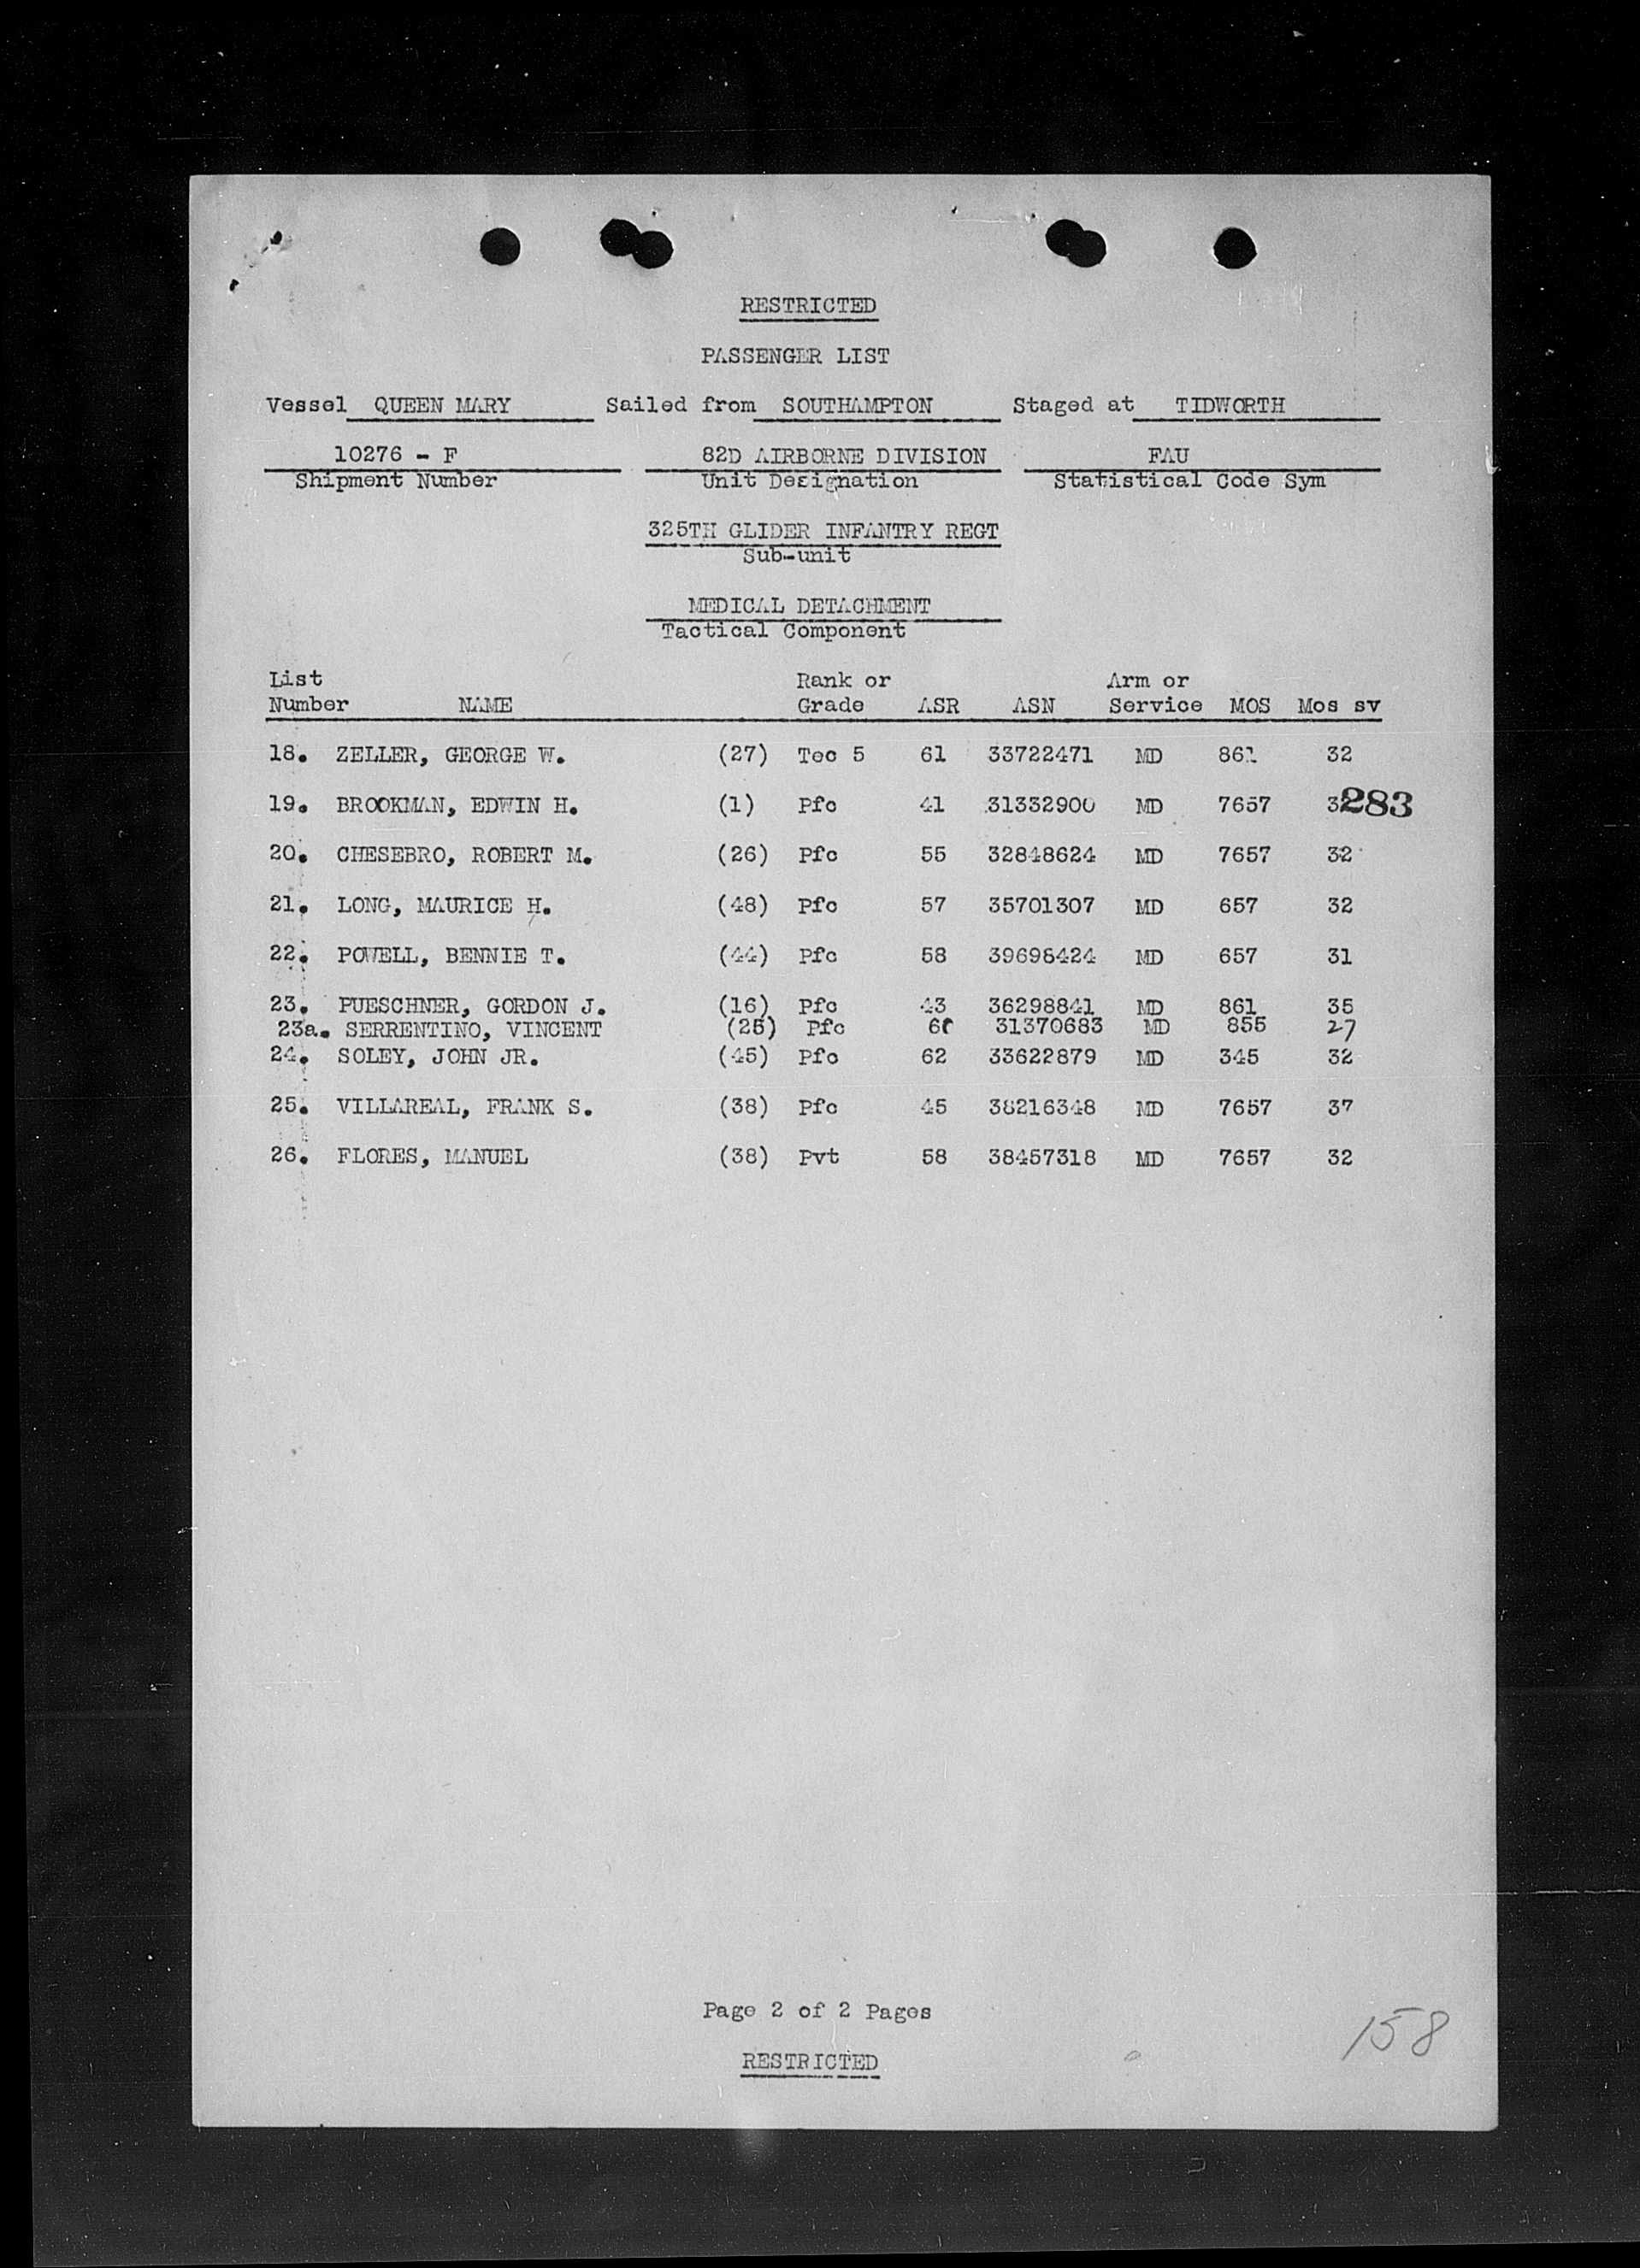 RESTRICTED
PASSENGER LIST
Vessel QUEEN MARY Sailed from SOUTHAMPTON Staged at TIDWORTH
10276 - F 82D AIRBORNE DIVISION FAU
Shipment Number Unit Designation Statistical Code Sym
325TH GLIDER INFANTRY REGT
Sub-unit
MEDICAL DETACHMENT
Tactical Component
List Rank or Arm or
Number NAME Grade ASR ASN Service MOS Mos sv
18. ZELLER, GEORGE W. (27) Tec 5 61 33722471 MD 861 32
19. BROOKMAN, EDWIN H. (1) Pfc 41 31332900 MD 7657 283
20. CHESEBRO, ROBERT M. (26) Pfc 55 32848624 MD 7657 32
21. LONG, MAURICE H. (48) Pfc 57 35701307 MD 657 32
22. POWELL, BENNIE T. (44) Pfc 58 39698424 MD 657 31
23. PUESCHNER, GORDON J. (16) Pfc 43 36298841 MD 861 35
23a. SERRENTINO, VINCENT (25) Pfc 31370683 MD 855 27
24. SOLEY, JOHN JR. (45) Pfc 62 33622879 MD 345 32
25. VILLAREAL, FRANK S. (38) Pfc 45 38216348 MD 7657 37
26. FLORES, MANUEL (38) Pvt 58 38457318 MD 7657 32
Page 2 of 2 Pages
158
RESTRICTED